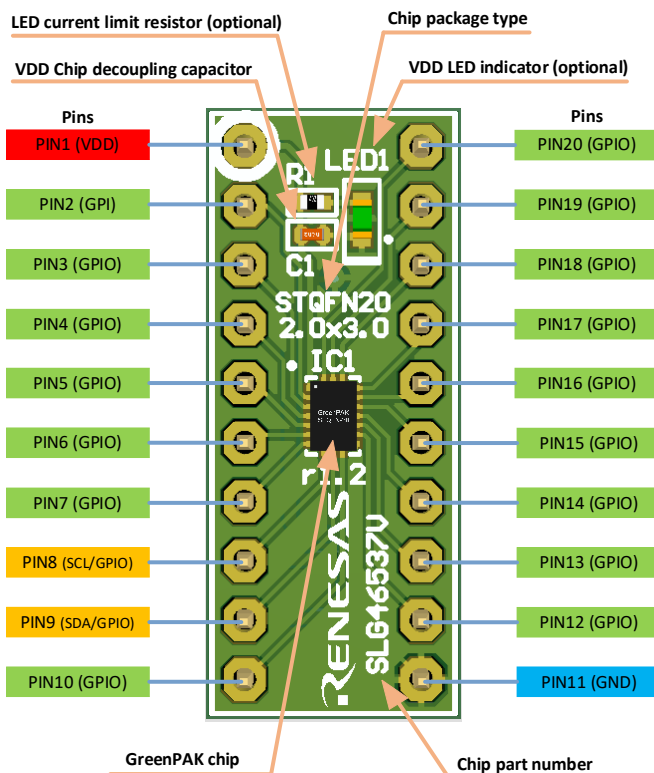 LED current limit resistor (optional)
Chip package type
VDD Chip decoupling capacitor
VDD LED indicator (optional)
Pins
Pins
PIN1 (VDD)
PIN2 (GPI)
PIN3 (GPIO)
PIN4 (GPIO)
PIN5 (GPIO)
PIN6 (GPIO)
PIN7 (GPIO)
PIN8 (SCL/GPIO)
PIN9 (SDA/GPIO)
PIN10 (GPIO)
LED1
R1
C1
STQFN20
2.0x3.0
IC1
GreenPAK
r1.2
RENESAS
SLG46537V
PIN20 (GPIO)
PIN19 (GPIO)
PIN18 (GPIO)
PIN17 (GPIO)
PIN16 (GPIO)
PIN15 (GPIO)
PIN14 (GPIO)
PIN13 (GPIO)
PIN12 (GPIO)
PIN11 (GND)
GreenPAK chip
Chip part number